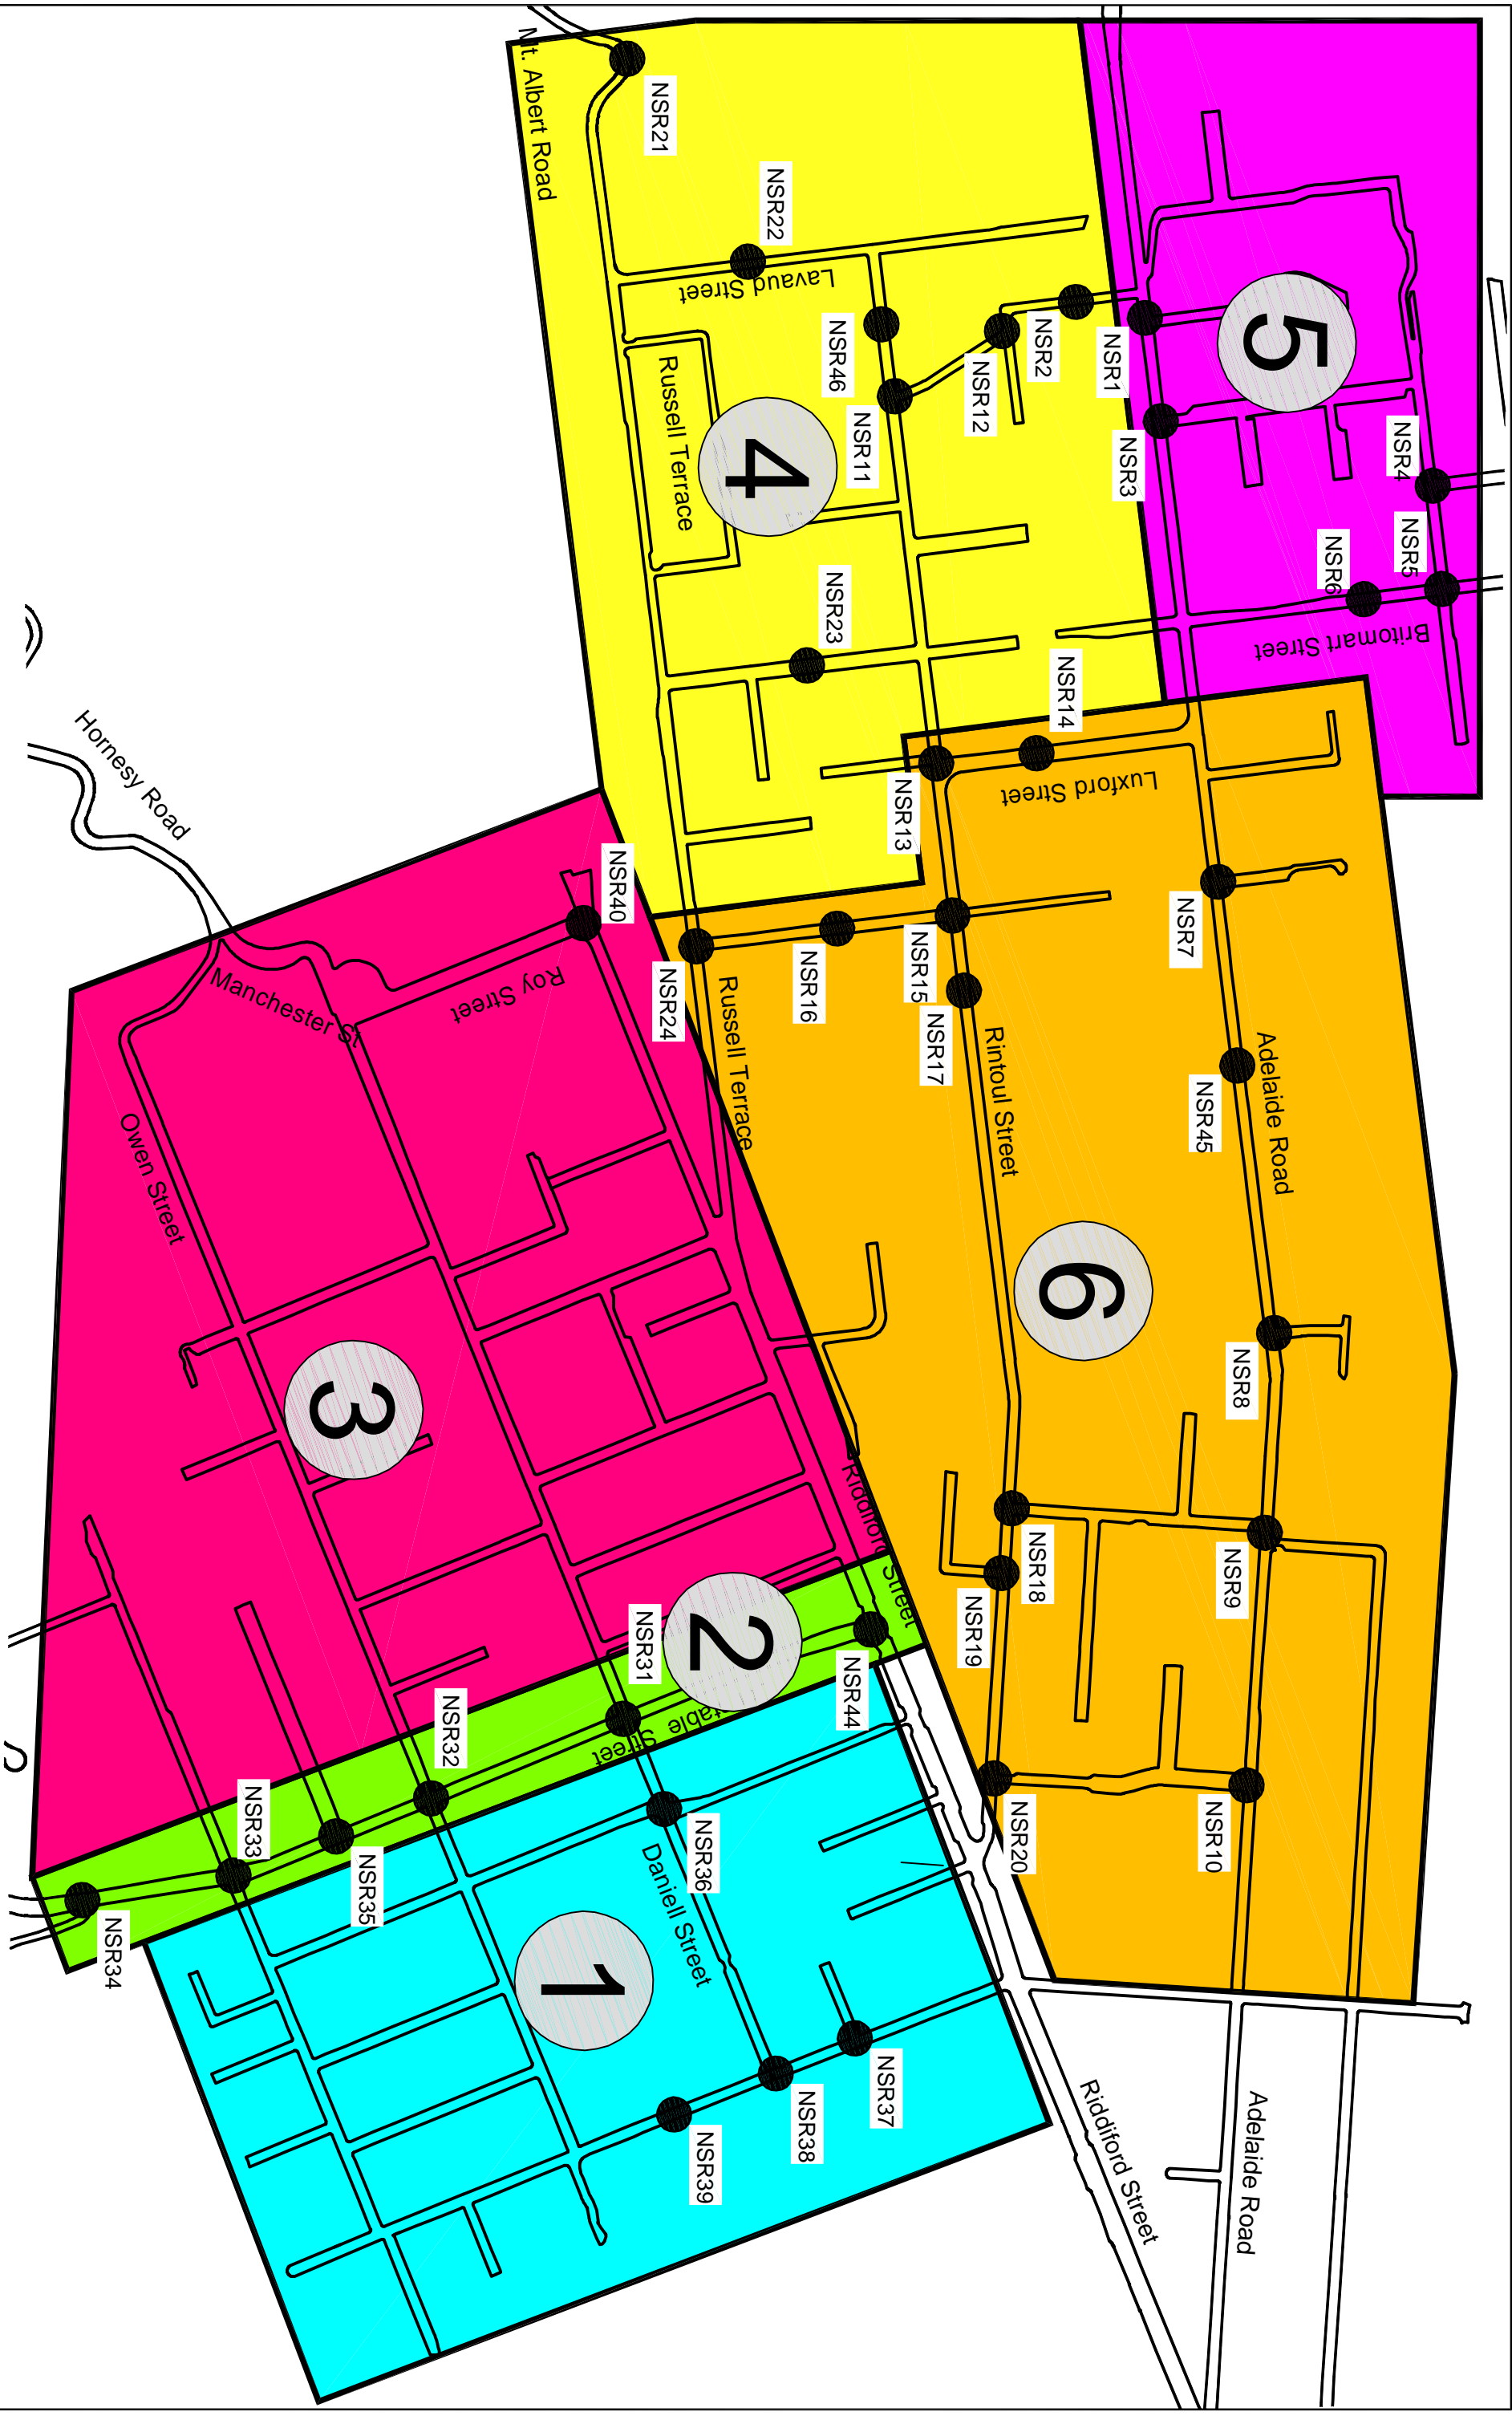 Mt. Albert Road
NSR21
NSR22
Lavaud Street
NSR46
NSR11
NSR12
NSR2
NSR1
NSR3
5
NSR4
NSR5
NSR6
Britomart Street
Russell Terrace
4
NSR23
NSR14
NSR13
Luxford Street
NSR7
Hornesy Road
NSR40
Roy Street
Manchester St
Owen Street
NSR24
Russell Terrace
NSR16
NSR15
NSR17
Rintoul Street
NSR45
Adelaide Road
6
NSR8
3
Riddiford Street
NSR18
NSR19
NSR9
2
NSR31
NSR44
Street
NSR32
NSR33
NSR35
NSR34
NSR36
Daniell Street
NSR20
NSR10
1
NSR37
NSR38
NSR39
Riddiford Street
Adelaide Road